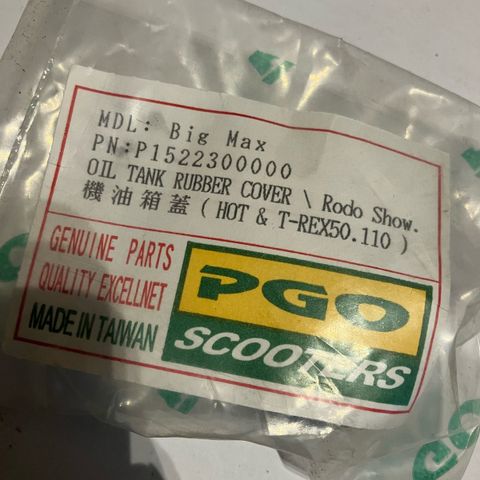 MDL: Big Max
PN:P1522300000
OIL TANK RUBBER COVER \ Rodo Show.
機油箱蓋 ( HOT & T-REX50.110 )
GENUINE PARTS
QUALITY EXCELLNET
MADE IN TAIWAN
PGO
SCOOTERS